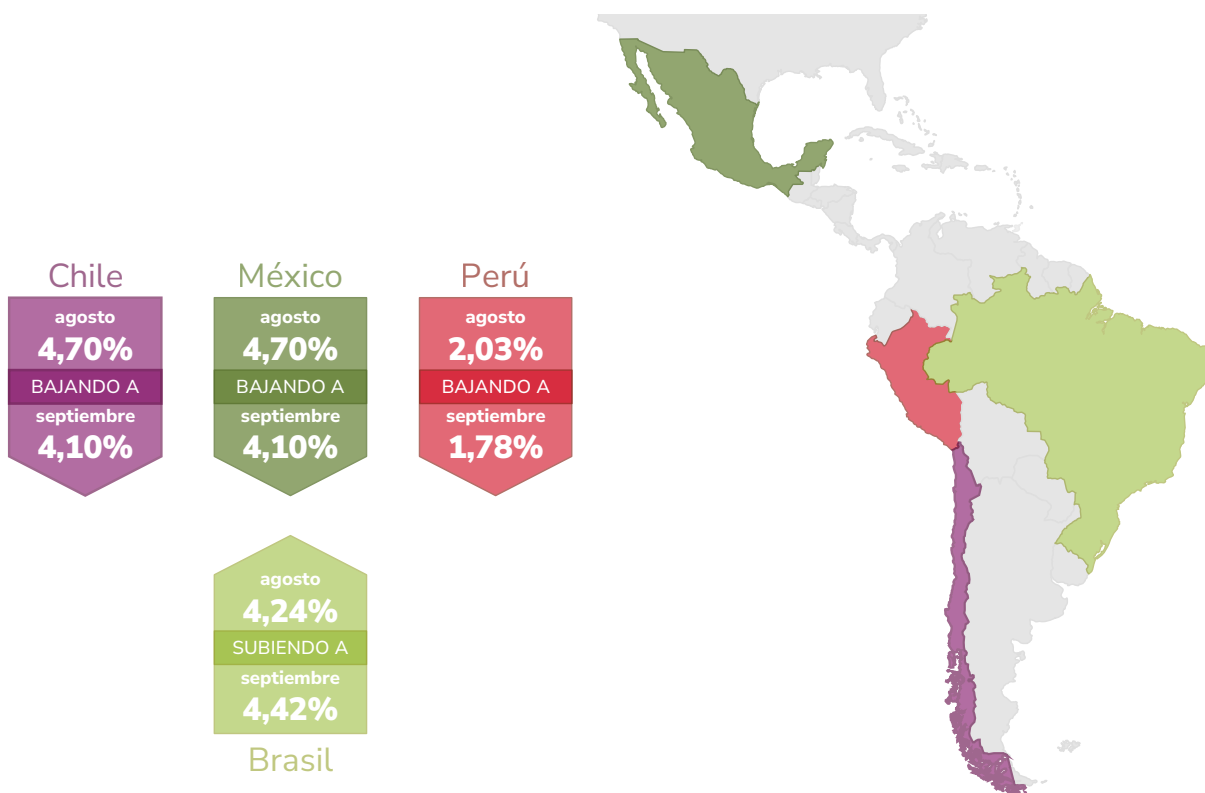 Chile
agosto
4,70%
BAJANDO A
septiembre
4,10%
México
agosto
4,70%
BAJANDO A
septiembre
4,10%
Perú
agosto
2,03%
BAJANDO A
septiembre
1,78%
agosto
4,24%
SUBIENDO A
septiembre
4,42%
Brasil